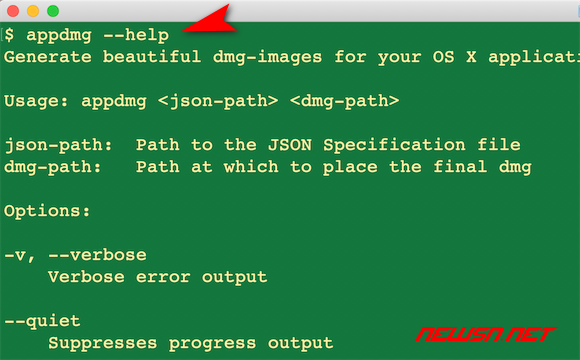 $ appdmg --help
Generate beautiful dmg-images for your OS X
Usage: appdmg <json-path> <dmg-path>
json-path: Path to the JSON Specification file
dmg-path: Path at which to place the final dmg
Options:
-v, --verbose
Verbose error output
--quiet
Suppresses progress output
NEWSN.NET